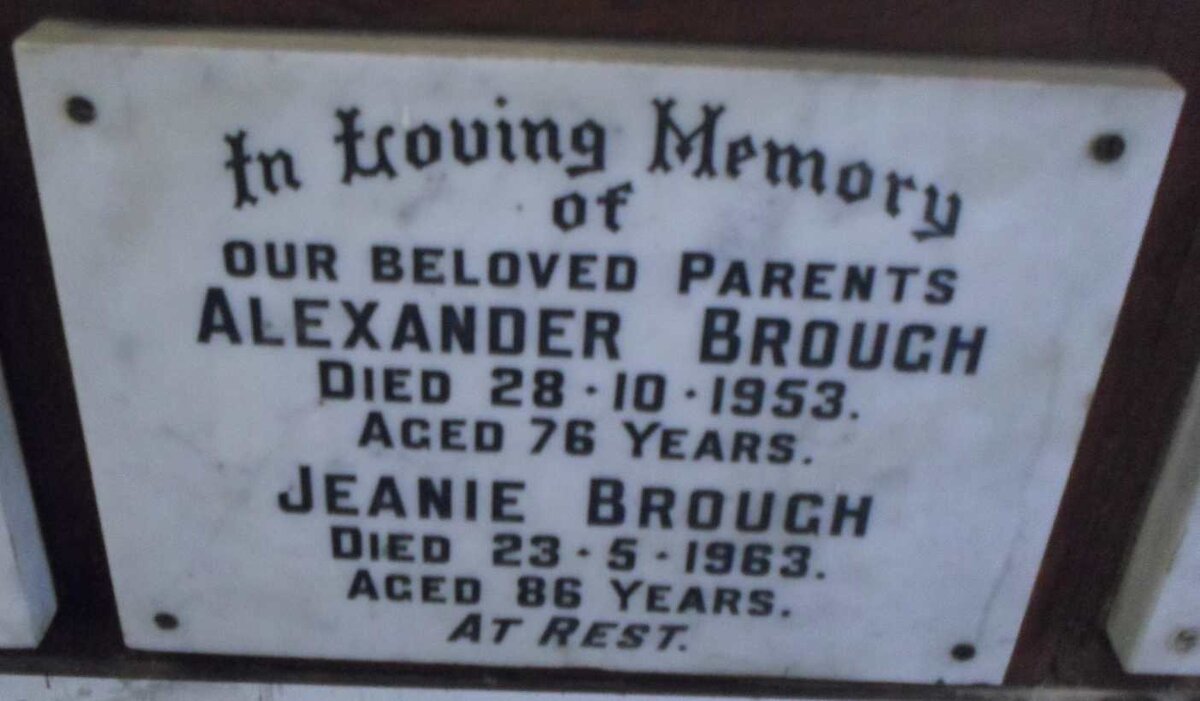 In Loving Memory
of
OUR BELOVED PARENTS
ALEXANDER BROUGH
DIED 28·10·1953.
AGED 76 YEARS.
JEANIE BROUGH
DIED 23·5·1963.
AGED 86 YEARS.
AT REST.